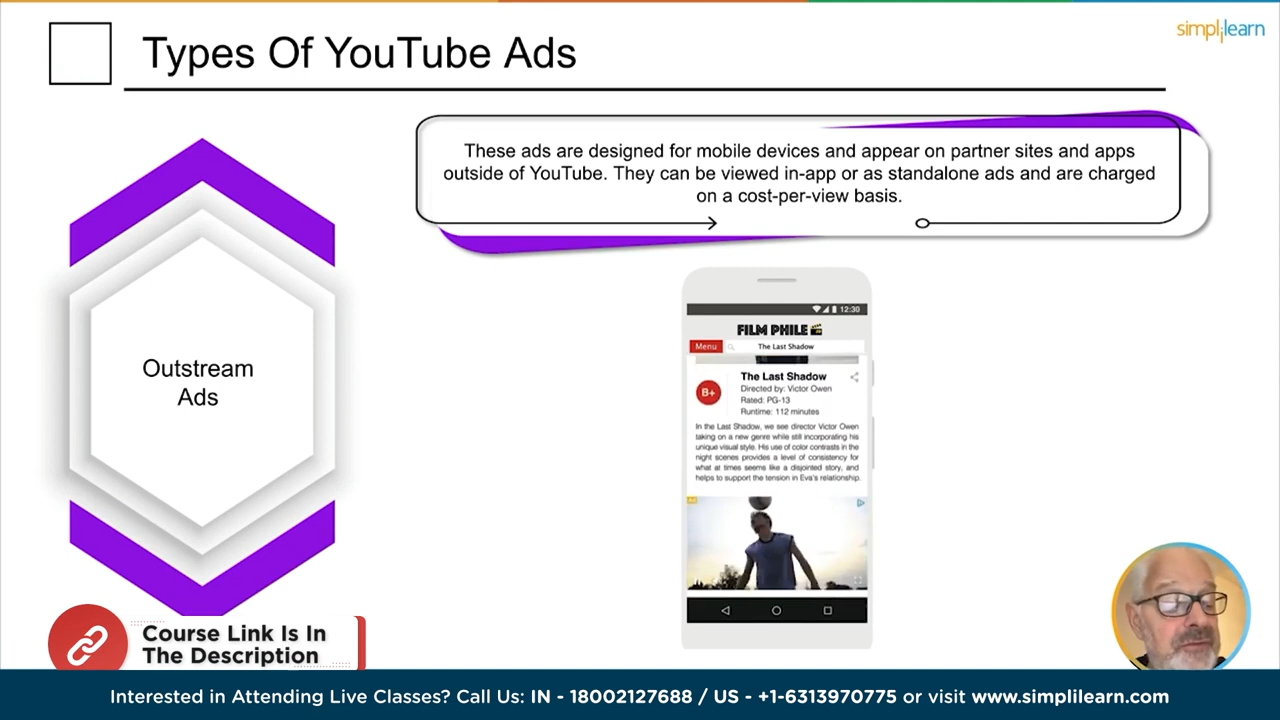 Types Of YouTube Ads
simplilearn
These ads are designed for mobile devices and appear on partner sites and apps
outside of YouTube. They can be viewed in-app or as standalone ads and are charged
on a cost-per-view basis.
Outstream
Ads
12:30
FILM PHILE
Menu
The Last Shadow
The Last Shadow
B+
Directed by: Victor Owen
Rated: PG-13
Runtime: 112 minutes
In the Last Shadow, we see director Victor Owen
taking on a new genre while still incorporating his
unique visual style. His use of color contrasts in the
night scenes provides a level of consistency for
what at times seems like a disjointed story, and
helps to support the tension in Eva's relationship.
Ad
Course Link Is In
The Description
Interested in Attending Live Classes? Call Us: IN - 18002127688 / US - +1-6313970775 or visit www.simplilearn.com